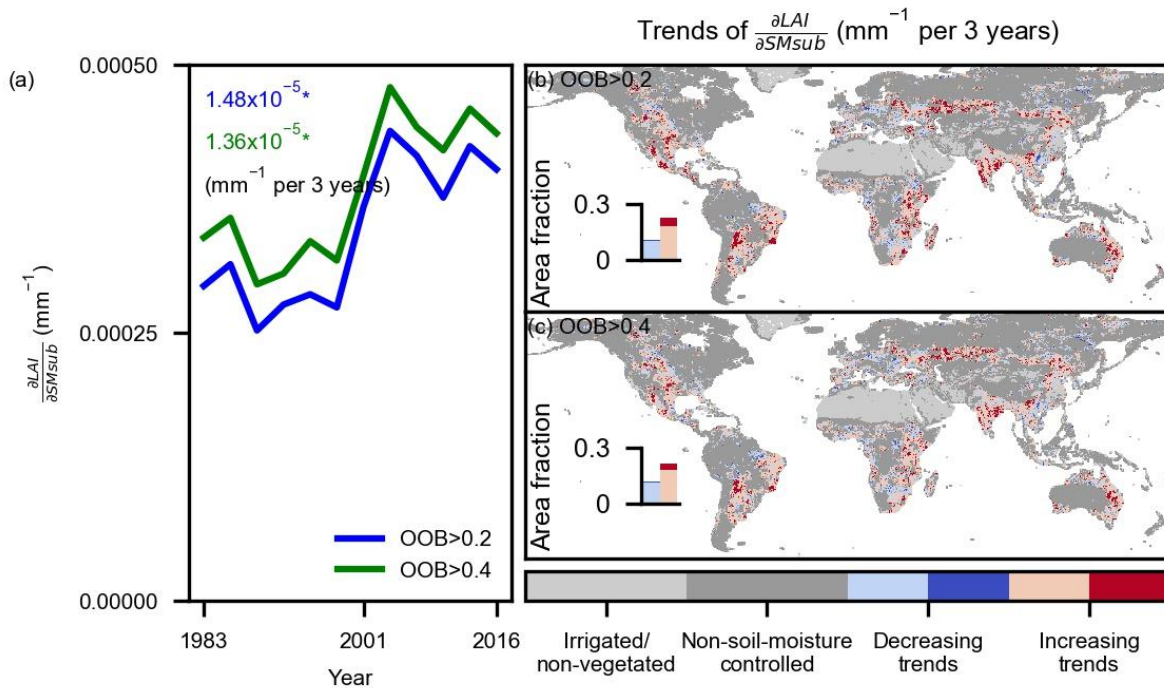 Trends of ∂LAI/∂SMsub (mm⁻¹ per 3 years)
(a)
0.00050
0.00025
0.00000
∂LAI/∂SMsub (mm⁻¹)
1.48x10⁻⁵*
1.36x10⁻⁵*
(mm⁻¹ per 3 years)
OOB>0.2
OOB>0.4
1983
2001
2016
Year
(b) OOB>0.2
Area fraction
0.3
0
(c) OOB>0.4
Area fraction
0.3
0
Irrigated/
non-vegetated
Non-soil-moisture
controlled
Decreasing
trends
Increasing
trends